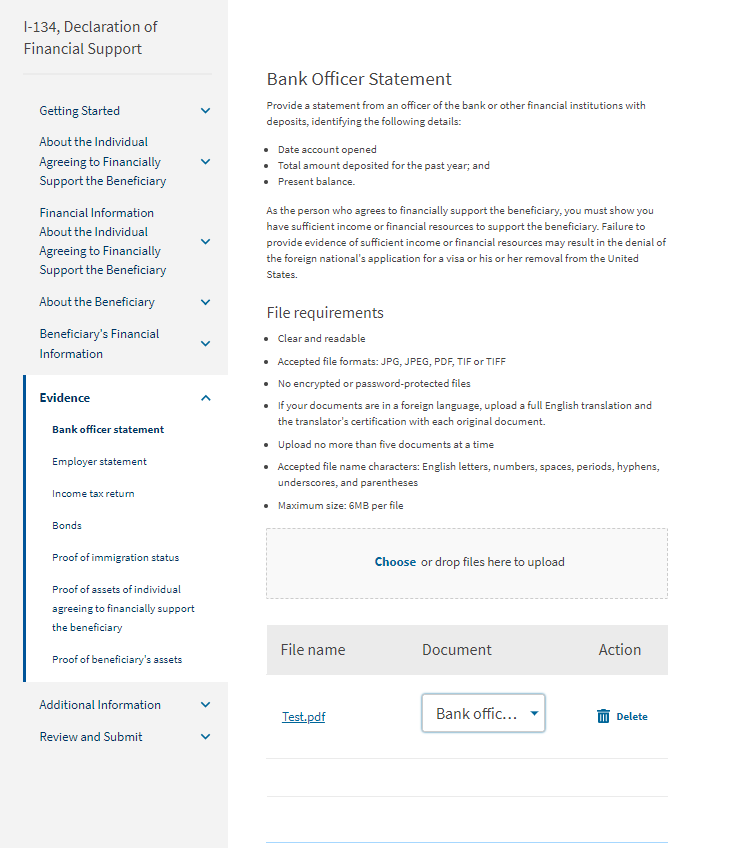 I-134, Declaration of
Financial Support
Getting Started
About the Individual
Agreeing to Financially
Support the Beneficiary
Financial Information
About the Individual
Agreeing to Financially
Support the Beneficiary
About the Beneficiary
Beneficiary's Financial
Information
Evidence
Bank officer statement
Employer statement
Income tax return
Bonds
Proof of immigration status
Proof of assets of individual
agreeing to financially support
the beneficiary
Proof of beneficiary's assets
Additional Information
Review and Submit
Bank Officer Statement
Provide a statement from an officer of the bank or other financial institutions with
deposits, identifying the following details:
• Date account opened
• Total amount deposited for the past year; and
• Present balance.
As the person who agrees to financially support the beneficiary, you must show you
have sufficient income or financial resources to support the beneficiary. Failure to
provide evidence of sufficient income or financial resources may result in the denial of
the foreign national's application for a visa or his or her removal from the United
States.
File requirements
• Clear and readable
• Accepted file formats: JPG, JPEG, PDF, TIF or TIFF
• No encrypted or password-protected files
• If your documents are in a foreign language, upload a full English translation and
the translator's certification with each original document.
• Upload no more than five documents at a time
• Accepted file name characters: English letters, numbers, spaces, periods, hyphens,
underscores, and parentheses
• Maximum size: 6MB per file
Choose or drop files here to upload
File name Document Action
Test.pdf Bank offic... Delete